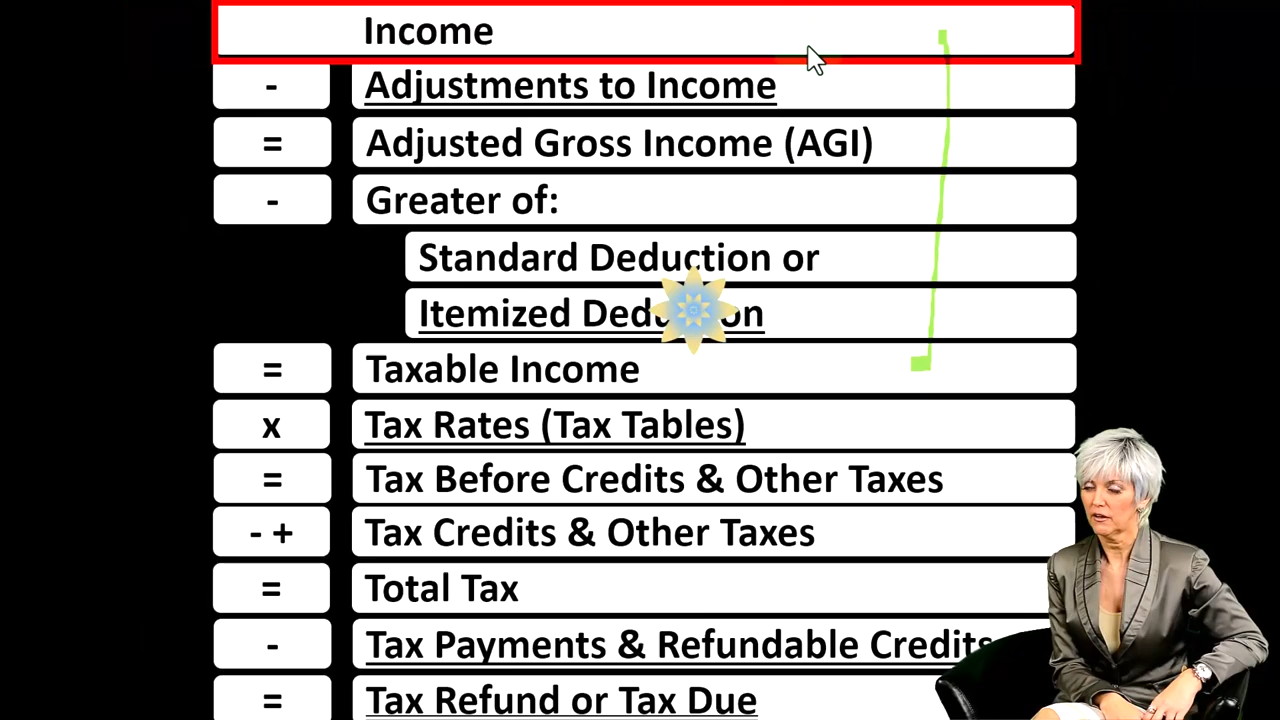 Income
- Adjustments to Income
= Adjusted Gross Income (AGI)
- Greater of:
Standard Deduction or
Itemized Deduction
= Taxable Income
x Tax Rates (Tax Tables)
= Tax Before Credits & Other Taxes
- + Tax Credits & Other Taxes
= Total Tax
- Tax Payments & Refundable Credits
= Tax Refund or Tax Due